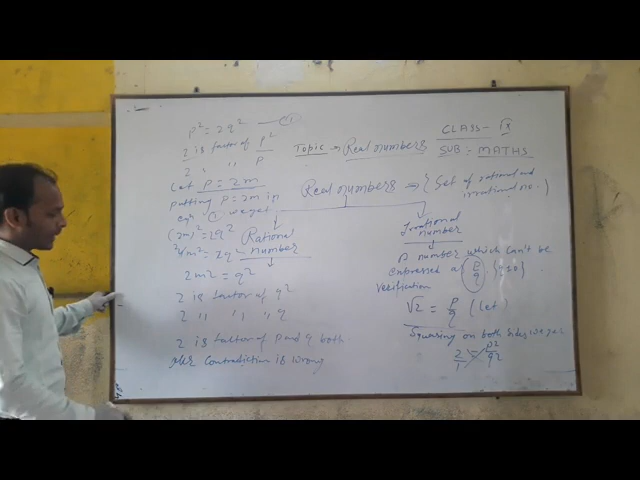 CLASS - IX
Topic → Real numbers SUB = MATHS
Real numbers → { Set of rational and
irrational no. }
Rational
number
Irrational
number
A number which can't be
expressed as { p/q }
Verification
√2 = p/q (Let)
Squaring on both sides we get
2/1 = p²/q²
p² = 2q² — ①
2 is factor of p²
2 " " p
Let p = 2m
putting p = 2m in
eqn ① we get
(2m)² = 2q²
4m² = 2q²
2m² = q²
2 is factor of q²
2 " " " q
2 is factor of p and q both
Contradiction is wrong